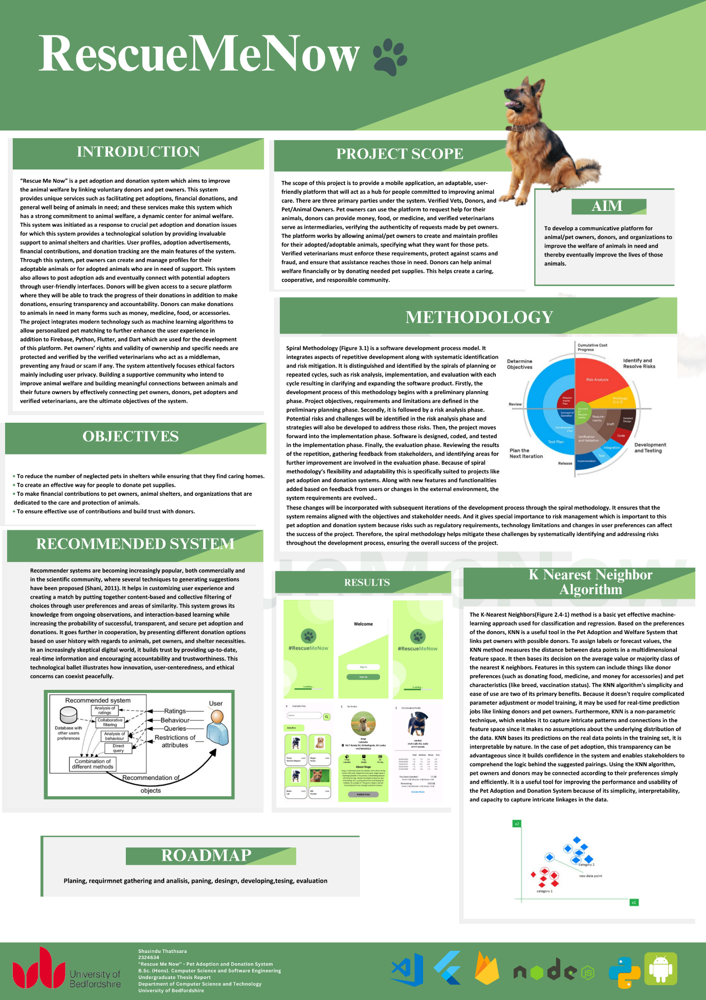 RescueMeNow
INTRODUCTION
“Rescue Me Now” is a pet adoption and donation system which aims to improve
the animal welfare by linking voluntary donors and pet owners. This system
provides unique services such as facilitating pet adoptions, financial donations, and
general well being of animals in need; and these services make this system which
has a strong commitment to animal welfare, a dynamic center for animal welfare.
This system was initiated as a response to crucial pet adoption and donation issues
for which this system provides a technological solution by providing invaluable
support to animal shelters and charities. User profiles, adoption advertisements,
financial contributions, and donation tracking are the main features of the system.
Through this system, pet owners can create and manage profiles for their
adoptable animals or for adopted animals who are in need of support. This system
also allows to post adoption ads and eventually connect with potential adopters
through user-friendly interfaces. Donors will be given access to a secure platform
where they will be able to track the progress of their donations in addition to make
donations, ensuring transparency and accountability. Donors can make donations
to animals in need in many forms such as money, medicine, food, or accessories.
The project integrates modern technology such as machine learning algorithms to
allow personalized pet matching to further enhance the user experience in
addition to Firebase, Python, Flutter, and Dart which are used for the development
of this platform. Pet owners’ rights and validity of ownership and specific needs are
protected and verified by the verified veterinarians who act as a middleman,
preventing any fraud or scam if any. The system attentively focuses ethical factors
mainly including user privacy. Building a supportive community who intend to
improve animal welfare and building meaningful connections between animals and
their future owners by effectively connecting pet owners, donors, pet adopters and
verified veterinarians, are the ultimate objectives of the system.
PROJECT SCOPE
The scope of this project is to provide a mobile application, an adaptable, user-
friendly platform that will act as a hub for people committed to improving animal
care. There are three primary parties under the system. Verified Vets, Donors, and
Pet/Animal Owners. Pet owners can use the platform to request help for their
animals, donors can provide money, food, or medicine, and verified veterinarians
serve as intermediaries, verifying the authenticity of requests made by pet owners.
The platform works by allowing animal/pet owners to create and maintain profiles
for their adopted/adoptable animals, specifying what they want for those pets.
Verified veterinarians must enforce these requirements, protect against scams and
fraud, and ensure that assistance reaches those in need. Donors can help animal
welfare financially or by donating needed pet supplies. This helps create a caring,
cooperative, and responsible community.
AIM
To develop a communicative platform for
animal/pet owners, donors, and organizations to
improve the welfare of animals in need and
thereby eventually improve the lives of those
animals.
OBJECTIVES
• To reduce the number of neglected pets in shelters while ensuring that they find caring homes.
• To create an effective way for people to donate pet supplies.
• To make financial contributions to pet owners, animal shelters, and organizations that are
dedicated to the care and protection of animals.
• To ensure effective use of contributions and build trust with donors.
METHODOLOGY
Spiral Methodology (Figure 3.1) is a software development process model. It
integrates aspects of repetitive development along with systematic identification
and risk mitigation. It is distinguished and identified by the spirals of planning or
repeated cycles, such as risk analysis, implementation, and evaluation with each
cycle resulting in clarifying and expanding the software product. Firstly, the
development process of this methodology begins with a preliminary planning
phase. Project objectives, requirements and limitations are defined in the
preliminary planning phase. Secondly, it is followed by a risk analysis phase.
Potential risks and challenges will be identified in the risk analysis phase and
strategies will also be developed to address those risks. Then, the project moves
forward into the implementation phase. Software is designed, coded, and tested
in the implementation phase. Finally, the evaluation phase. Reviewing the results
of the repetition, gathering feedback from stakeholders, and identifying areas for
further improvement are involved in the evaluation phase. Because of spiral
methodology’s flexibility and adaptability this is specifically suited to projects like
pet adoption and donation systems. Along with new features and functionalities
added based on feedback from users or changes in the external environment, the
system requirements are evolved..
These changes will be incorporated with subsequent iterations of the development process through the spiral methodology. It ensures that the
system remains aligned with the objectives and stakeholder needs. And it gives special importance to risk management which is important to this
pet adoption and donation system because risks such as regulatory requirements, technology limitations and changes in user preferences can affect
the success of the project. Therefore, the spiral methodology helps mitigate these challenges by systematically identifying and addressing risks
throughout the development process, ensuring the overall success of the project.
Cumulative Cost
Progress
Determine
Objectives
Identify and
Resolve Risks
Risk Analysis
Prototype
(1-2-3)
Require-
ments
Plan
Review
Concept of
Operation
Concept
of
Require-
ments
Require-
ments
Draft
Detailed
Design
Development
Plan
Code
Test Plan
Verification
and Validation
Integration
Test
Implementation
Plan the
Next Iteration
Development
and Testing
Release
RECOMMENDED SYSTEM
Recommender systems are becoming increasingly popular, both commercially and
in the scientific community, where several techniques to generating suggestions
have been proposed (Shani, 2011). It helps in customizing user experience and
creating a match by putting together content-based and collective filtering of
choices through user preferences and areas of similarity. This system grows its
knowledge from ongoing observations, and interaction-based learning while
increasing the probability of successful, transparent, and secure pet adoption and
donations. It goes further in cooperation, by presenting different donation options
based on user history with regards to animals, pet owners, and shelter necessities.
In an increasingly skeptical digital world, it builds trust by providing up-to-date,
real-time information and encouraging accountability and trustworthiness. This
technological ballet illustrates how innovation, user-centeredness, and ethical
concerns can coexist peacefully.
Recommended system
User
Analysis of
ratings
Collaborative
filtering
Analysis of
behaviour
Direct
query
Database with
other users
preferences
Combination of
different methods
Ratings
Behaviour
Queries
Restrictions of
attributes
Recommendation of
objects
RESULTS
#RescueMeNow
Loading...
Welcome
Sign In
Sign Up
#RescueMeNow
Loading...
Available Pets
Search
Adoption
Pet Profile
Roge
Labrador
56/7 Kandy Rd, Kiribathgoda, Sri Lanka
+94789045321
About Roge
Publish Post
Pet Donation Profile
sandun
34/8 Galle Rd, Galle
0777123456
Food Medicine Money Total
You have donated :
Remaining :
Donate More
K Nearest Neighbor
Algorithm
The K-Nearest Neighbors(Figure 2.4-1) method is a basic yet effective machine-
learning approach used for classification and regression. Based on the preferences
of the donors, KNN is a useful tool in the Pet Adoption and Welfare System that
links pet owners with possible donors. To assign labels or forecast values, the
KNN method measures the distance between data points in a multidimensional
feature space. It then bases its decision on the average value or majority class of
the nearest K neighbors. Features in this system can include things like donor
preferences (such as donating food, medicine, and money for accessories) and pet
characteristics (like breed, vaccination status). The KNN algorithm's simplicity and
ease of use are two of its primary benefits. Because it doesn't require complicated
parameter adjustment or model training, it may be used for real-time prediction
jobs like linking donors and pet owners. Furthermore, KNN is a non-parametric
technique, which enables it to capture intricate patterns and connections in the
feature space since it makes no assumptions about the underlying distribution of
the data. KNN bases its predictions on the real data points in the training set, it is
interpretable by nature. In the case of pet adoption, this transparency can be
advantageous since it builds confidence in the system and enables stakeholders to
comprehend the logic behind the suggested pairings. Using the KNN algorithm,
pet owners and donors may be connected according to their preferences simply
and efficiently. It is a useful tool for improving the performance and usability of
the Pet Adoption and Donation System because of its simplicity, interpretability,
and capacity to capture intricate linkages in the data.
x2
category 2
new data point
category 1
x1
ROADMAP
Planing, requirmnet gathering and analisis, paning, desingn, developing,tesing, evaluation
University of
Bedfordshire
Shasindu Thathsara
2324634
"Rescue Me Now" - Pet Adoption and Donation System
B.Sc. (Hons). Computer Science and Software Engineering
Undergraduate Thesis Report
Department of Computer Science and Technology
University of Bedfordshire
node
JS